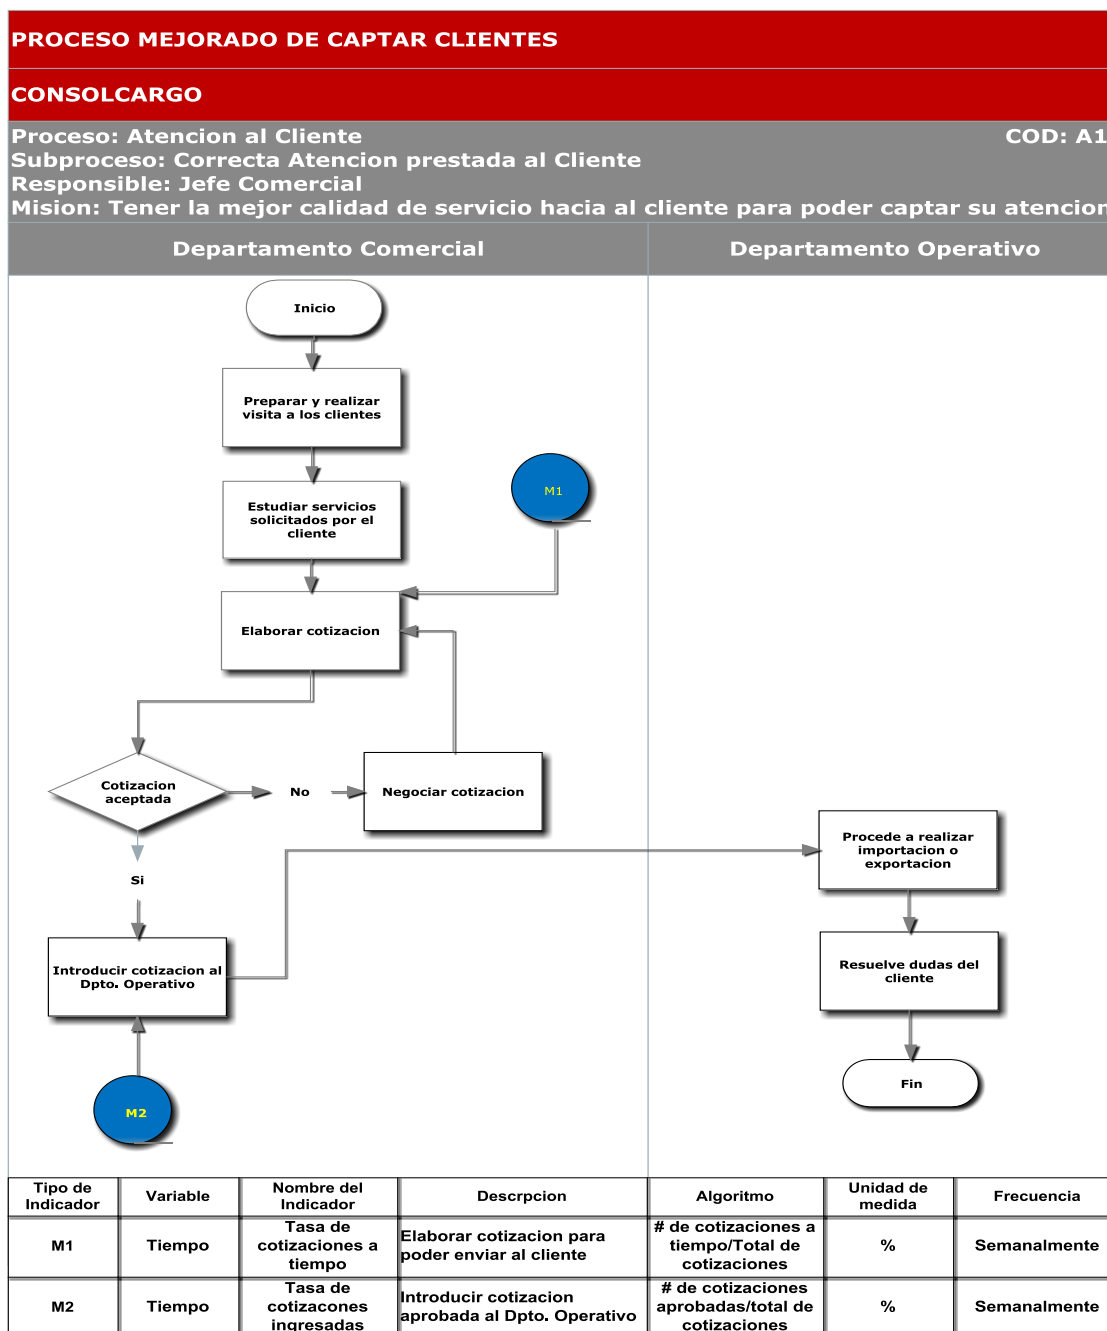 PROCESO MEJORADO DE CAPTAR CLIENTES
CONSOLCARGO
Proceso: Atencion al Cliente COD: A1
Subproceso: Correcta Atencion prestada al Cliente
Responsible: Jefe Comercial
Mision: Tener la mejor calidad de servicio hacia al cliente para poder captar su atencion
Departamento Comercial
Departamento Operativo
Inicio
Preparar y realizar
visita a los clientes
M1
Estudiar servicios
solicitados por el
cliente
Elaborar cotizacion
Cotizacion
aceptada
No
Negociar cotizacion
Si
Introducir cotizacion al
Dpto. Operativo
M2
Procede a realizar
importacion o
exportacion
Resuelve dudas del
cliente
Fin
Tipo de
Indicador
Variable
Nombre del
Indicador
Descrpcion
Algoritmo
Unidad de
medida
Frecuencia
M1
Tiempo
Tasa de
cotizaciones a
tiempo
Elaborar cotizacion para
poder enviar al cliente
# de cotizaciones a
tiempo/Total de
cotizaciones
%
Semanalmente
M2
Tiempo
Tasa de
cotizacones
ingresadas
Introducir cotizacion
aprobada al Dpto. Operativo
# de cotizaciones
aprobadas/total de
cotizaciones
%
Semanalmente